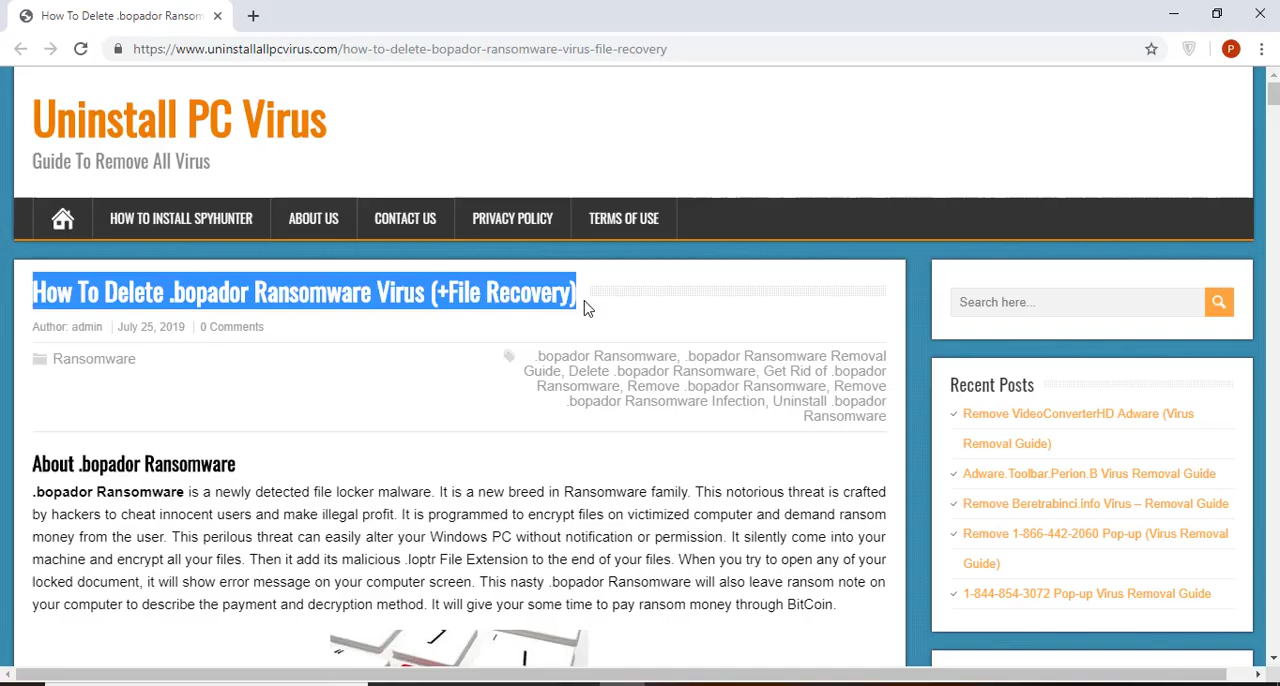 How To Delete .bopador Ransom
https://www.uninstallallpcvirus.com/how-to-delete-bopador-ransomware-virus-file-recovery
P
Uninstall PC Virus
Guide To Remove All Virus
HOW TO INSTALL SPYHUNTER
ABOUT US
CONTACT US
PRIVACY POLICY
TERMS OF USE
How To Delete .bopador Ransomware Virus (+File Recovery)
Author: admin
July 25, 2019
0 Comments
Ransomware
.bopador Ransomware, .bopador Ransomware Removal
Guide, Delete .bopador Ransomware, Get Rid of .bopador
Ransomware, Remove .bopador Ransomware, Remove
.bopador Ransomware Infection, Uninstall .bopador
Ransomware
About .bopador Ransomware
.bopador Ransomware is a newly detected file locker malware. It is a new breed in Ransomware family. This notorious threat is crafted
by hackers to cheat innocent users and make illegal profit. It is programmed to encrypt files on victimized computer and demand ransom
money from the user. This perilous threat can easily alter your Windows PC without notification or permission. It silently come into your
machine and encrypt all your files. Then it add its malicious .loptr File Extension to the end of your files. When you try to open any of your
locked document, it will show error message on your computer screen. This nasty .bopador Ransomware will also leave ransom note on
your computer to describe the payment and decryption method. It will give your some time to pay ransom money through BitCoin.
Search here...
Recent Posts
Remove VideoConverterHD Adware (Virus
Removal Guide)
Adware.Toolbar.Perion.B Virus Removal Guide
Remove Beretrabinci.info Virus – Removal Guide
Remove 1-866-442-2060 Pop-up (Virus Removal
Guide)
1-844-854-3072 Pop-up Virus Removal Guide